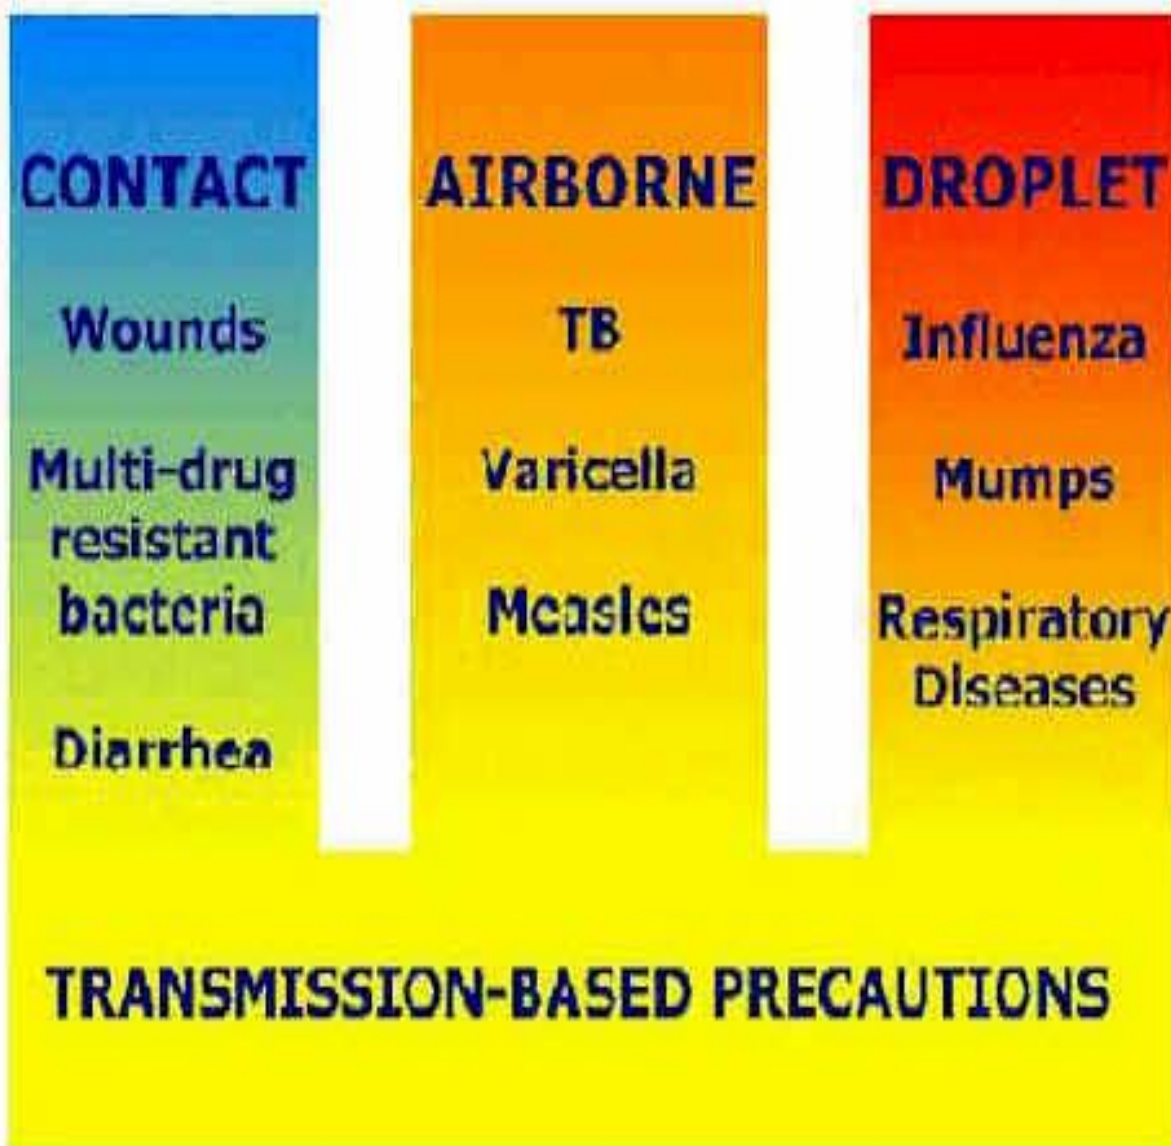 CONTACT
Wounds
Multi-drug
resistant
bacteria
Diarrhea
AIRBORNE
TB
Varicella
Measles
DROPLET
Influenza
Mumps
Respiratory
Diseases
TRANSMISSION-BASED PRECAUTIONS